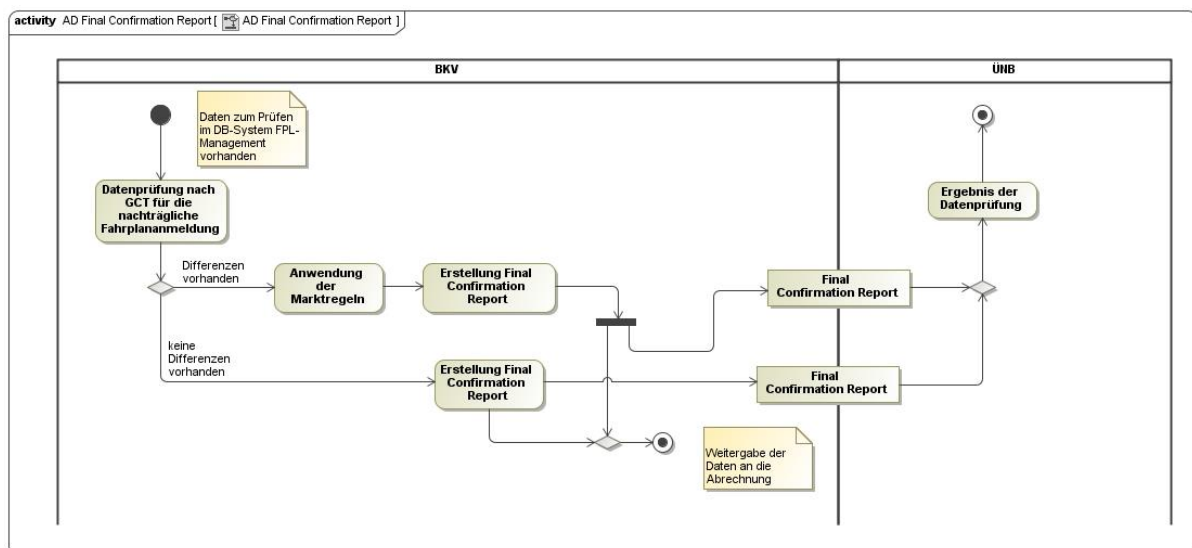 activity AD Final Confirmation Report [ AD Final Confirmation Report ]
BKV
ÜNB
Daten zum Prüfen
im DB-System FPL-
Management
vorhanden
Datenprüfung nach
GCT für die
nachträgliche
Fahrplananmeldung
Ergebnis der
Datenprüfung
Differenzen
vorhanden
Anwendung
der
Marktregeln
Erstellung Final
Confirmation
Report
Final
Confirmation Report
keine
Differenzen
vorhanden
Erstellung Final
Confirmation
Report
Final
Confirmation Report
Weitergabe der
Daten an die
Abrechnung